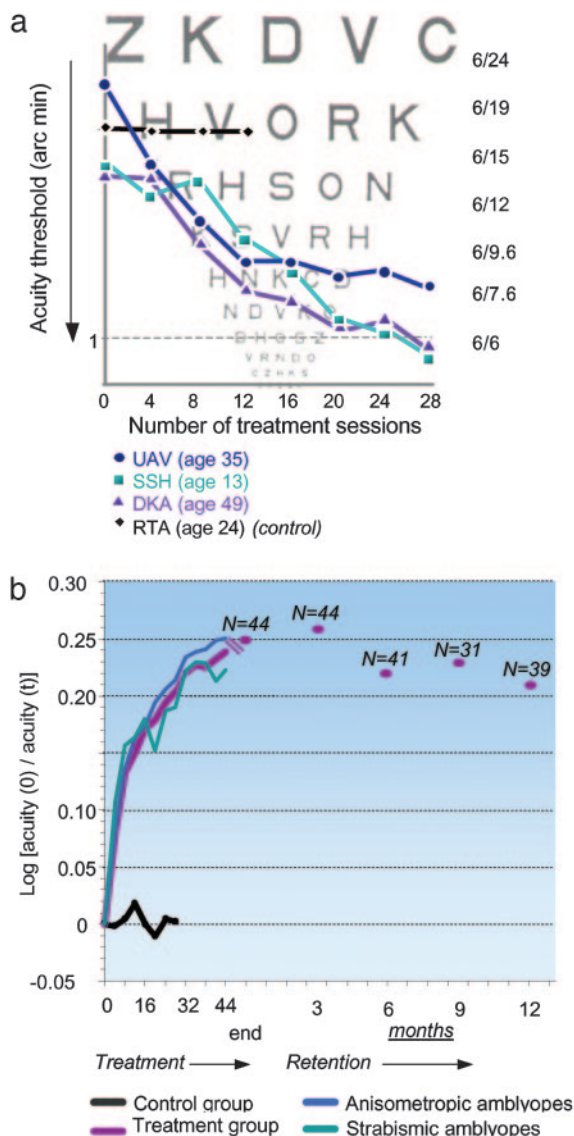 a
Z K D V C 6/24
H V O R K 6/19
6/15
R H S O N
6/12
S V R H
6/9.6
H N K C D
6/7.6
N D V K O
1 D H O S Z 6/6
V R N D O
C Z H K S
Acuity threshold (arc min)
0 4 8 12 16 20 24 28
Number of treatment sessions
UAV (age 35)
SSH (age 13)
DKA (age 49)
RTA (age 24) (control)
b
0.30
N=44 N=44
0.25
N=41 N=31 N=39
0.20
0.10
0.05
0
-0.05
Log [acuity (0) / acuity (t)]
0 16 32 44 3 6 9 12
end months
Treatment Retention
Control group Anisometropic amblyopes
Treatment group Strabismic amblyopes